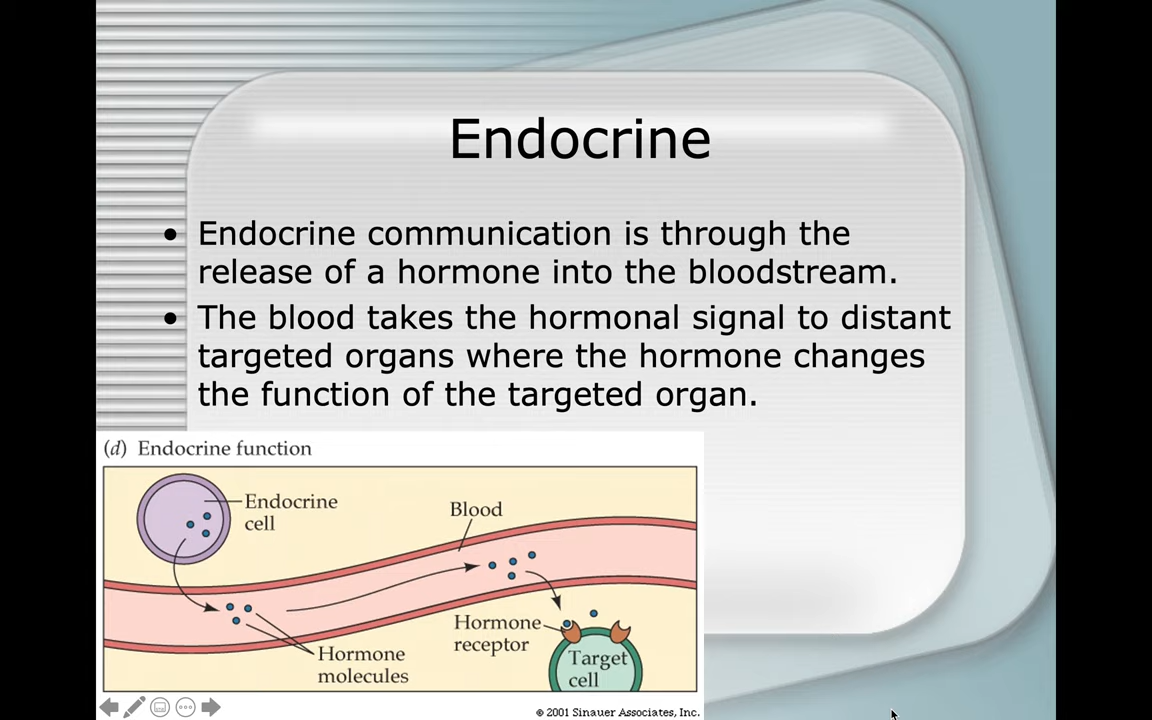 Endocrine
• Endocrine communication is through the
release of a hormone into the bloodstream.
• The blood takes the hormonal signal to distant
targeted organs where the hormone changes
the function of the targeted organ.
(d) Endocrine function
Endocrine
cell
Blood
Hormone
receptor
Hormone
molecules
Target
cell
© 2001 Sinauer Associates, Inc.